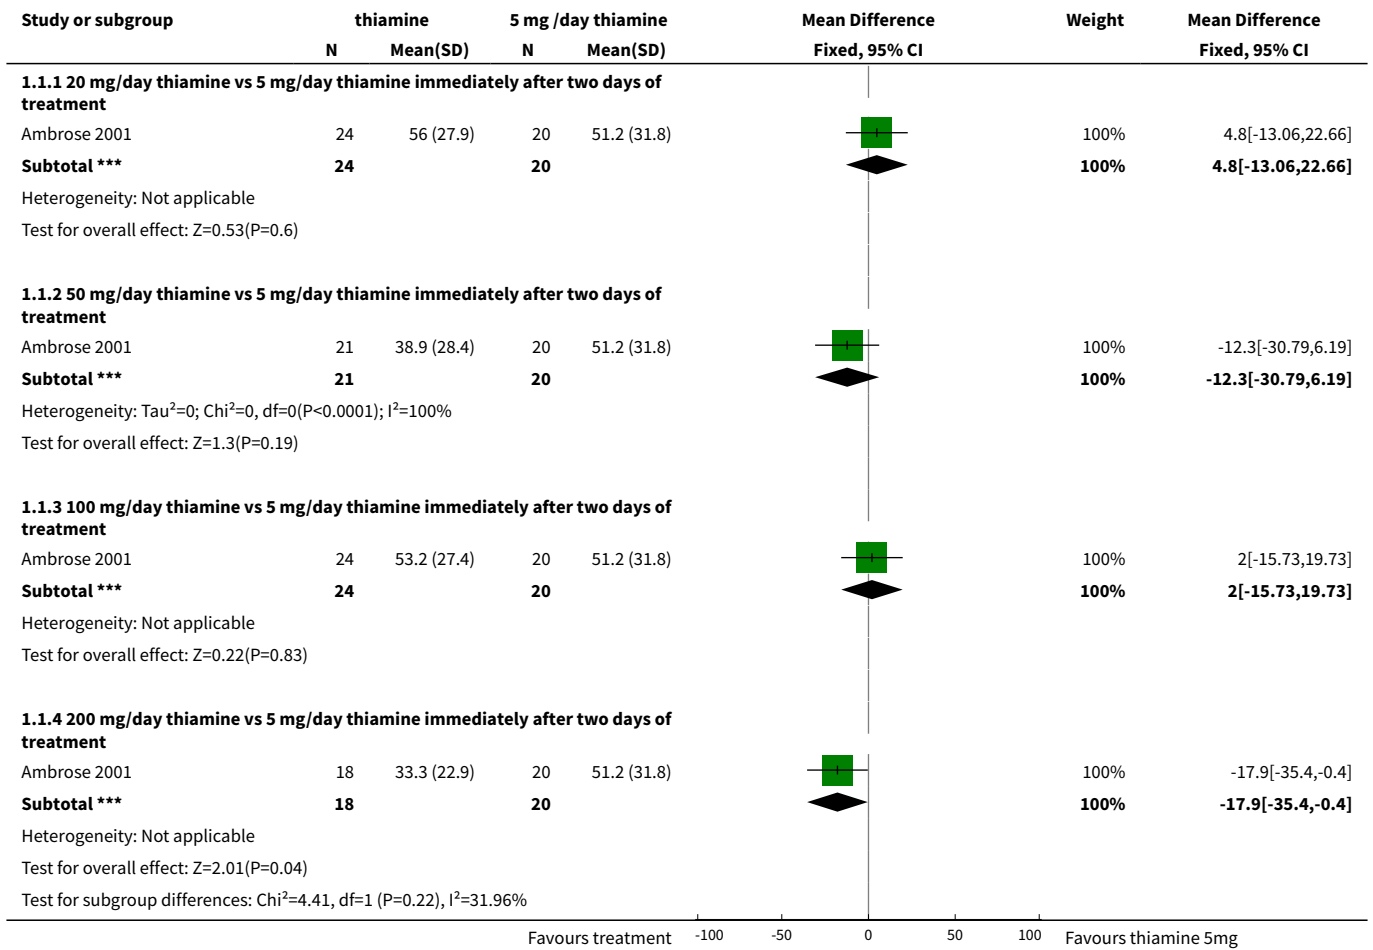 Study or subgroup thiamine 5 mg /day thiamine Mean Difference Weight Mean Difference
N Mean(SD) N Mean(SD) Fixed, 95% CI Fixed, 95% CI
1.1.1 20 mg/day thiamine vs 5 mg/day thiamine immediately after two days of
treatment
Ambrose 2001 24 56 (27.9) 20 51.2 (31.8) 100% 4.8[-13.06,22.66]
Subtotal *** 24 20 100% 4.8[-13.06,22.66]
Heterogeneity: Not applicable
Test for overall effect: Z=0.53(P=0.6)
1.1.2 50 mg/day thiamine vs 5 mg/day thiamine immediately after two days of
treatment
Ambrose 2001 21 38.9 (28.4) 20 51.2 (31.8) 100% -12.3[-30.79,6.19]
Subtotal *** 21 20 100% -12.3[-30.79,6.19]
Heterogeneity: Tau²=0; Chi²=0, df=0(P<0.0001); I²=100%
Test for overall effect: Z=1.3(P=0.19)
1.1.3 100 mg/day thiamine vs 5 mg/day thiamine immediately after two days of
treatment
Ambrose 2001 24 53.2 (27.4) 20 51.2 (31.8) 100% 2[-15.73,19.73]
Subtotal *** 24 20 100% 2[-15.73,19.73]
Heterogeneity: Not applicable
Test for overall effect: Z=0.22(P=0.83)
1.1.4 200 mg/day thiamine vs 5 mg/day thiamine immediately after two days of
treatment
Ambrose 2001 18 33.3 (22.9) 20 51.2 (31.8) 100% -17.9[-35.4,-0.4]
Subtotal *** 18 20 100% -17.9[-35.4,-0.4]
Heterogeneity: Not applicable
Test for overall effect: Z=2.01(P=0.04)
Test for subgroup differences: Chi²=4.41, df=1 (P=0.22), I²=31.96%
Favours treatment -100 -50 0 50 100 Favours thiamine 5mg